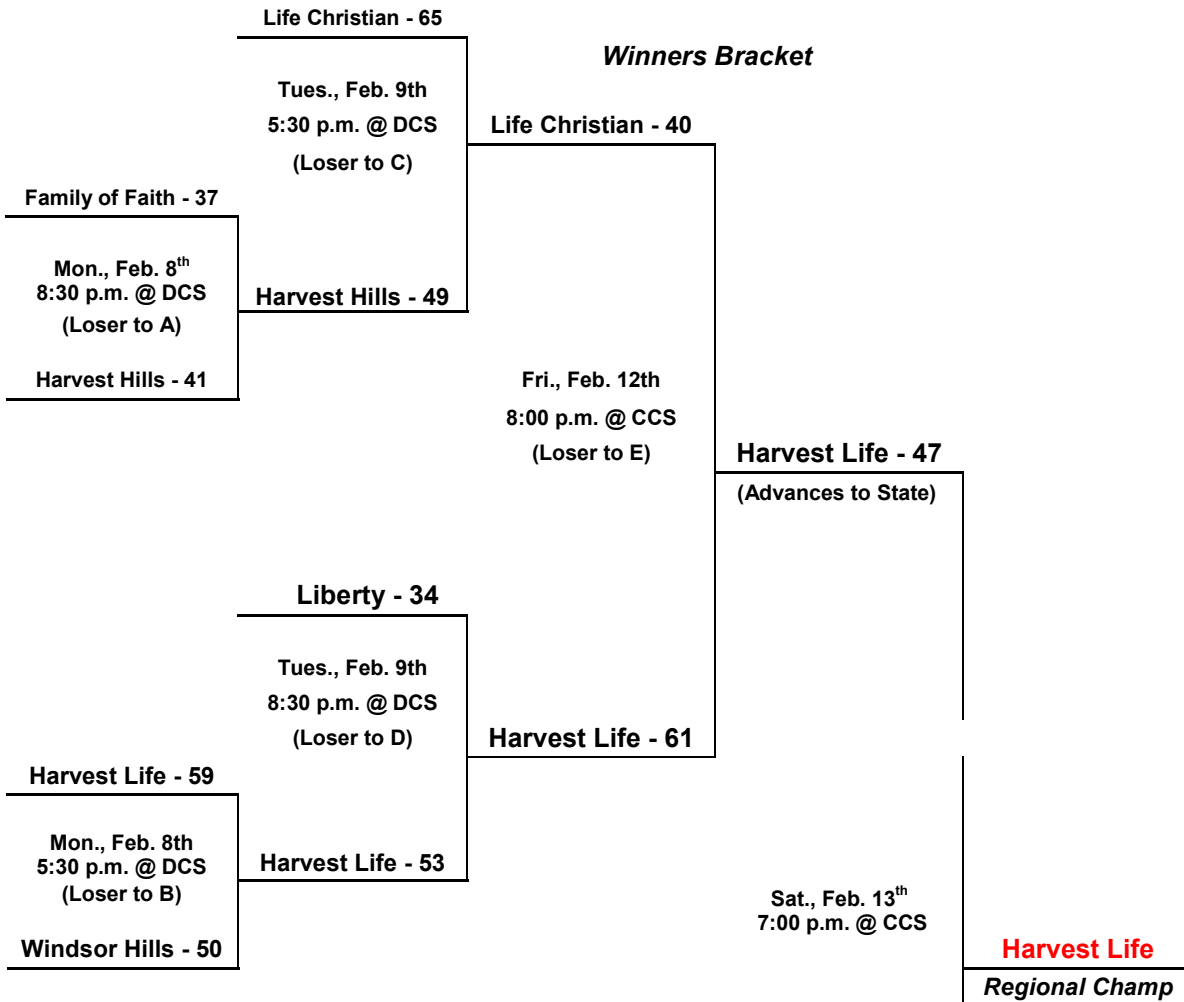 Life Christian - 65
Winners Bracket
Tues., Feb. 9th
5:30 p.m. @ DCS
(Loser to C)
Life Christian - 40
Family of Faith - 37
Mon., Feb. 8th
8:30 p.m. @ DCS
(Loser to A)
Harvest Hills - 49
Harvest Hills - 41
Fri., Feb. 12th
8:00 p.m. @ CCS
(Loser to E)
Harvest Life - 47
(Advances to State)
Liberty - 34
Tues., Feb. 9th
8:30 p.m. @ DCS
(Loser to D)
Harvest Life - 61
Harvest Life - 59
Mon., Feb. 8th
5:30 p.m. @ DCS
(Loser to B)
Harvest Life - 53
Windsor Hills - 50
Sat., Feb. 13th
7:00 p.m. @ CCS
Harvest Life
Regional Champ